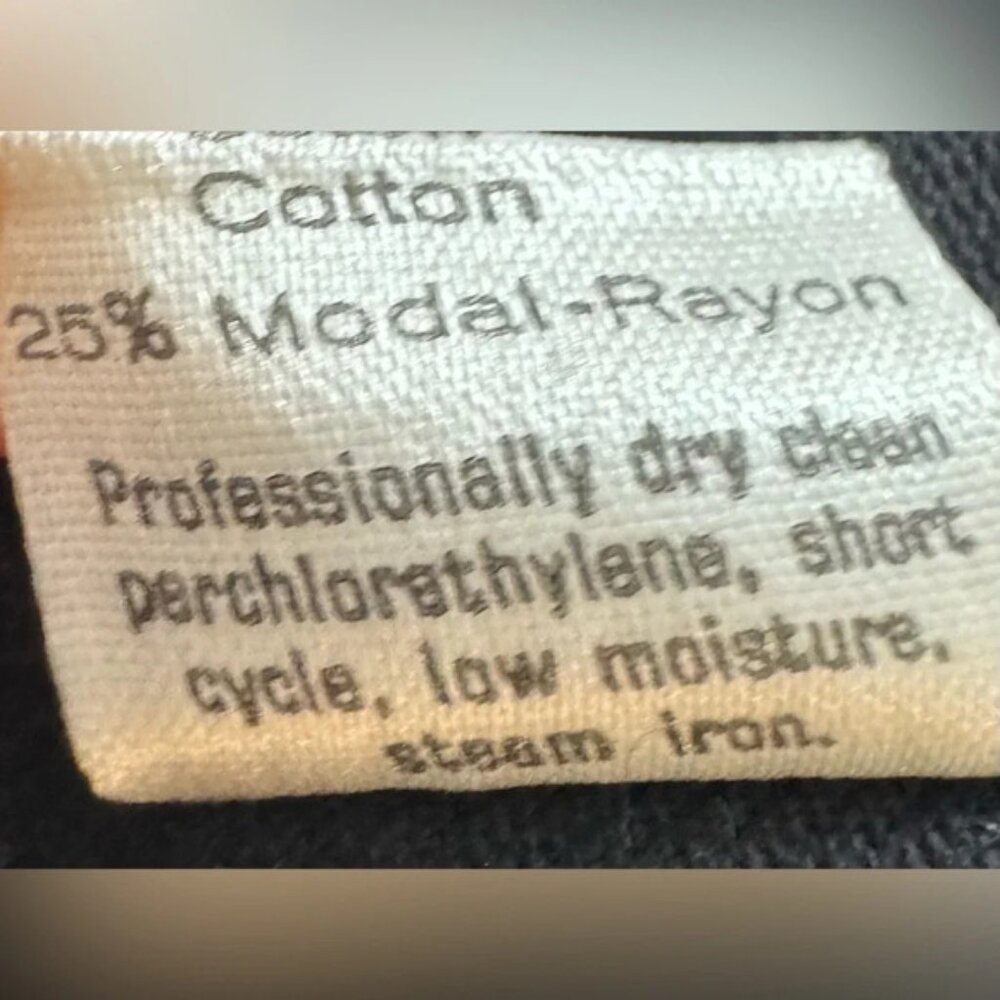 Cotton
25% Modal-Rayon
Professionally dry clean
perchlorethylene, short
cycle, low moisture,
steam iron.